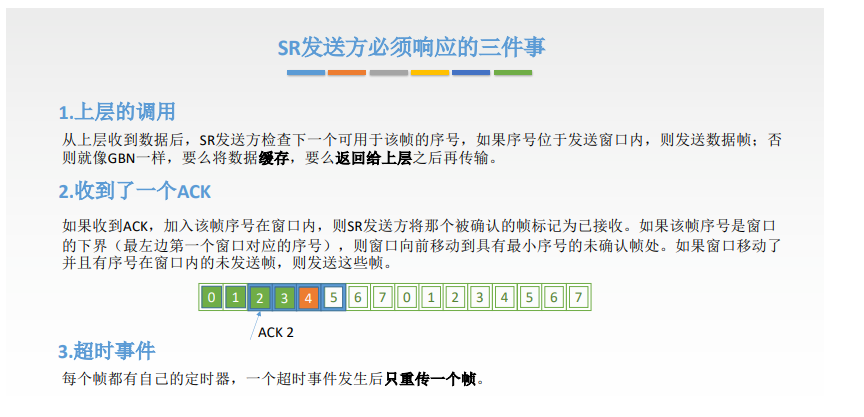 SR发送方必须响应的三件事
1.上层的调用
从上层收到数据后，SR发送方检查下一个可用于该帧的序号，如果序号位于发送窗口内，则发送数据帧；否
则就像GBN一样，要么将数据缓存，要么返回给上层之后再传输。
2.收到了一个ACK
如果收到ACK，加入该帧序号在窗口内，则SR发送方将那个被确认的帧标记为已接收。如果该帧序号是窗口
的下界（最左边第一个窗口对应的序号），则窗口向前移动到具有最小序号的未确认帧处。如果窗口移动了
并且有序号在窗口内的未发送帧，则发送这些帧。
0 1 2 3 4 5 6 7 0 1 2 3 4 5 6 7
ACK 2
3.超时事件
每个帧都有自己的定时器，一个超时事件发生后只重传一个帧。